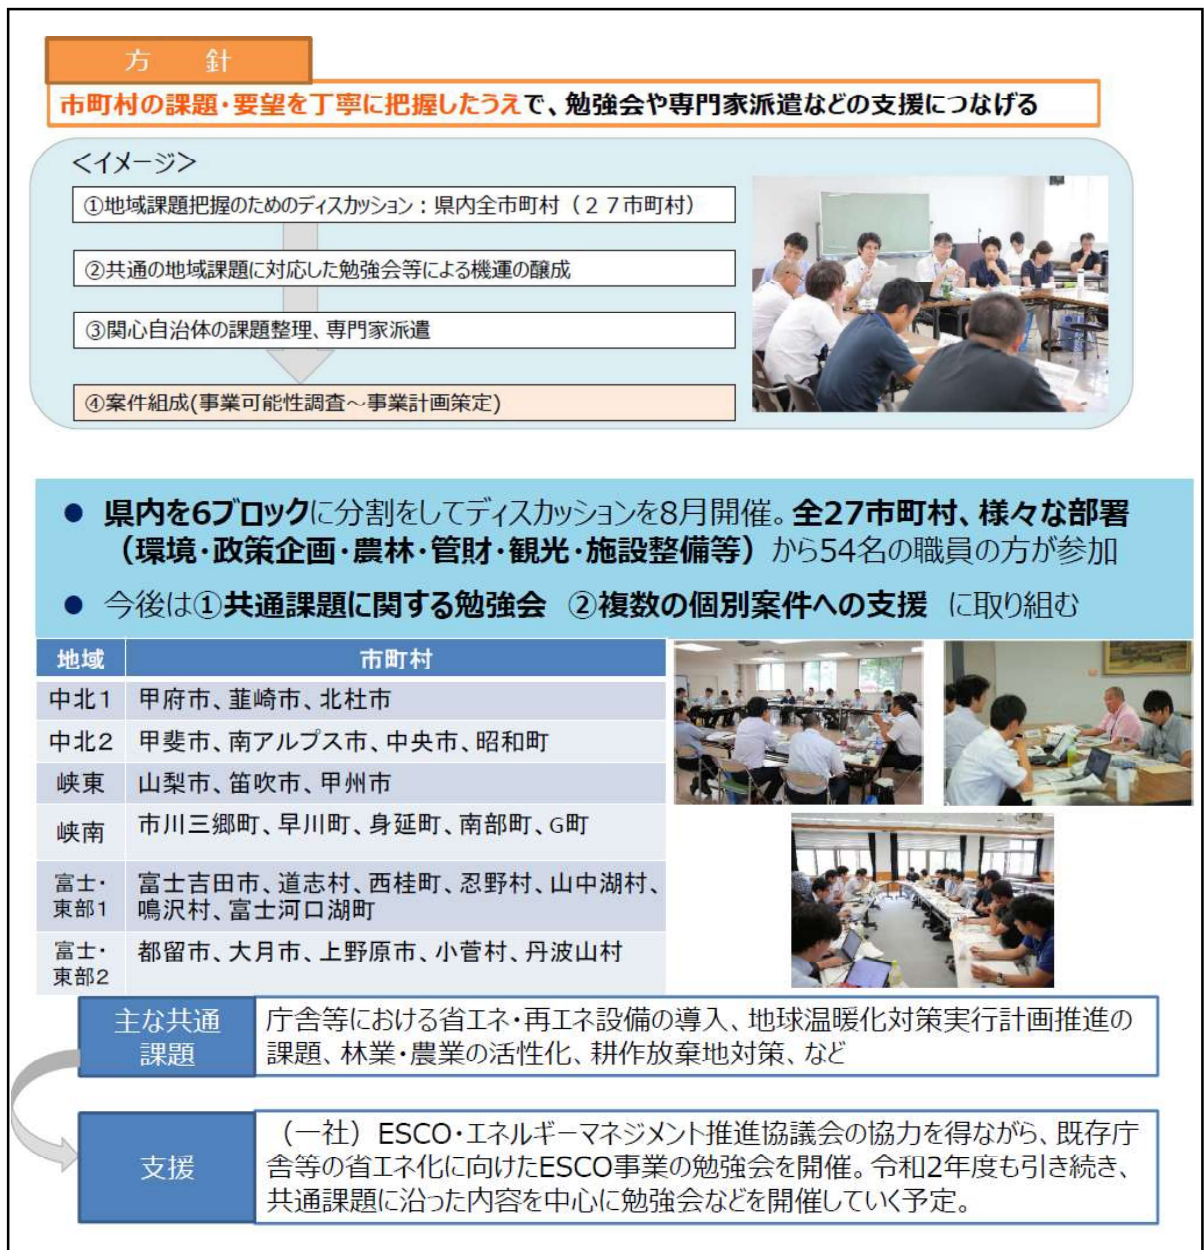 方　針
市町村の課題・要望を丁寧に把握したうえで、勉強会や専門家派遣などの支援につなげる
＜イメージ＞
①地域課題把握のためのディスカッション：県内全市町村（２７市町村）
②共通の地域課題に対応した勉強会等による機運の醸成
③関心自治体の課題整理、専門家派遣
④案件組成(事業可能性調査～事業計画策定)
● 県内を6ブロックに分割をしてディスカッションを8月開催。全27市町村、様々な部署
（環境・政策企画・農林・管財・観光・施設整備等）から54名の職員の方が参加
● 今後は①共通課題に関する勉強会 ②複数の個別案件への支援 に取り組む
地域 市町村
中北１ 甲府市、韮崎市、北杜市
中北２ 甲斐市、南アルプス市、中央市、昭和町
峡東 山梨市、笛吹市、甲州市
峡南 市川三郷町、早川町、身延町、南部町、G町
富士・
東部１
富士吉田市、道志村、西桂町、忍野村、山中湖村、
鳴沢村、富士河口湖町
富士・
東部２
都留市、大月市、上野原市、小菅村、丹波山村
主な共通
課題
庁舎等における省エネ・再エネ設備の導入、地球温暖化対策実行計画推進の
課題、林業・農業の活性化、耕作放棄地対策、など
支援
（一社）ESCO・エネルギーマネジメント推進協議会の協力を得ながら、既存庁
舎等の省エネ化に向けたESCO事業の勉強会を開催。令和2年度も引き続き、
共通課題に沿った内容を中心に勉強会などを開催していく予定。